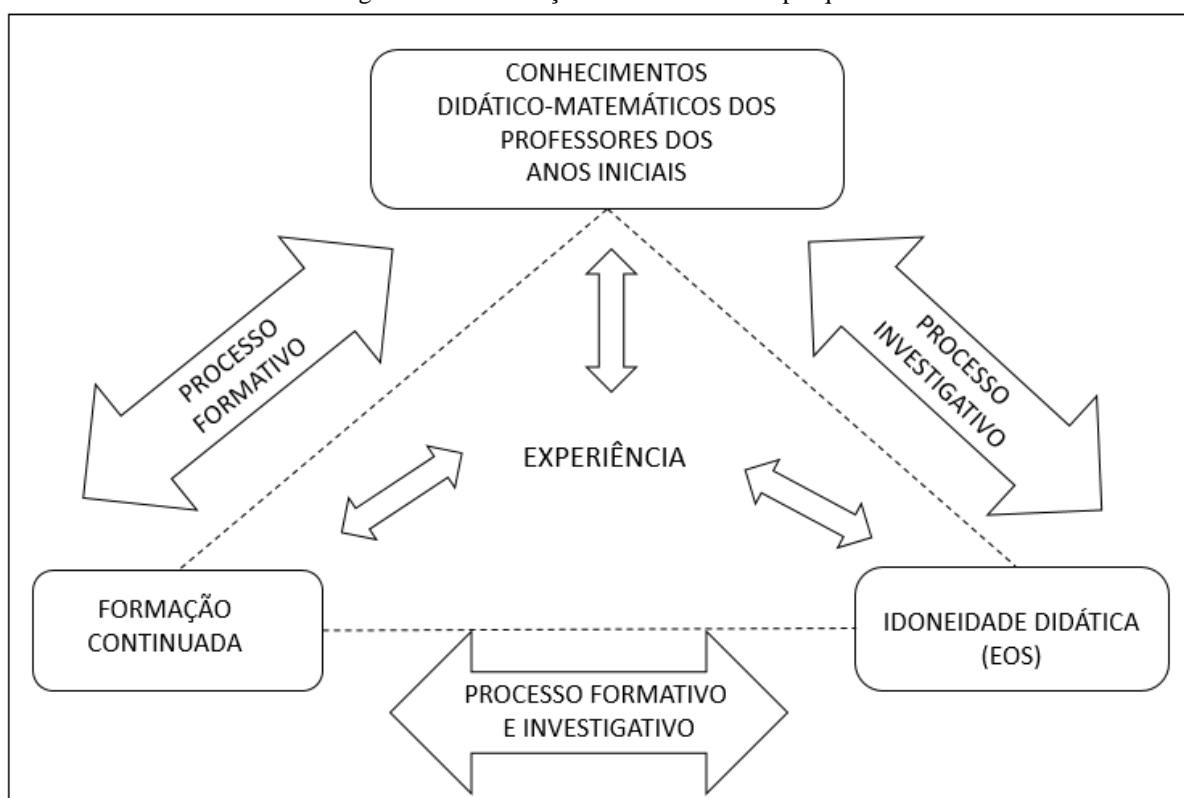 CONHECIMENTOS
DIDÁTICO-MATEMÁTICOS DOS
PROFESSORES DOS
ANOS INICIAIS
PROCESSO
FORMATIVO
PROCESSO
INVESTIGATIVO
EXPERIÊNCIA
FORMAÇÃO
CONTINUADA
IDONEIDADE DIDÁTICA
(EOS)
PROCESSO FORMATIVO
E INVESTIGATIVO